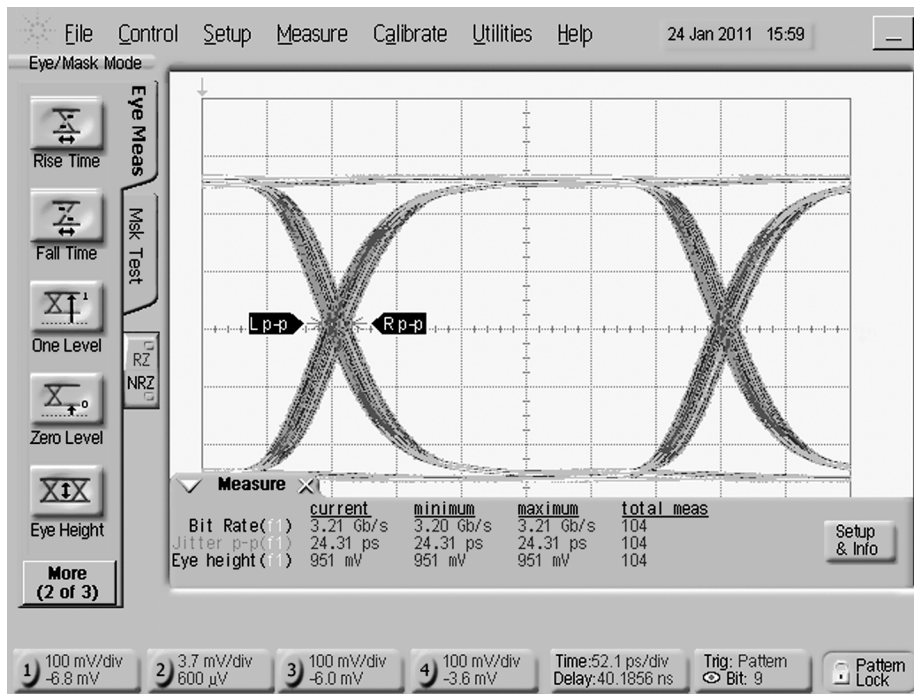 File Control Setup Measure Calibrate Utilities Help 24 Jan 2011 15:59
Eye/Mask Mode
Eye Meas
Msk Test
Rise Time
Fall Time
One Level
Zero Level
Eye Height
More
(2 of 3)
RZ
NRZ
L p-p
R p-p
Measure
current minimum maximum total meas
Bit Rate(f1) 3.21 Gb/s 3.20 Gb/s 3.21 Gb/s 104
Jitter p-p(f1) 24.31 ps 24.31 ps 24.31 ps 104
Eye height(f1) 951 mV 951 mV 951 mV 104
Setup
& Info
1) 100 mV/div
-6.8 mV
2) 3.7 mV/div
600 µV
3) 100 mV/div
-6.0 mV
4) 100 mV/div
-3.6 mV
Time:52.1 ps/div
Delay:40.1856 ns
Trig: Pattern
Bit: 9
Pattern
Lock